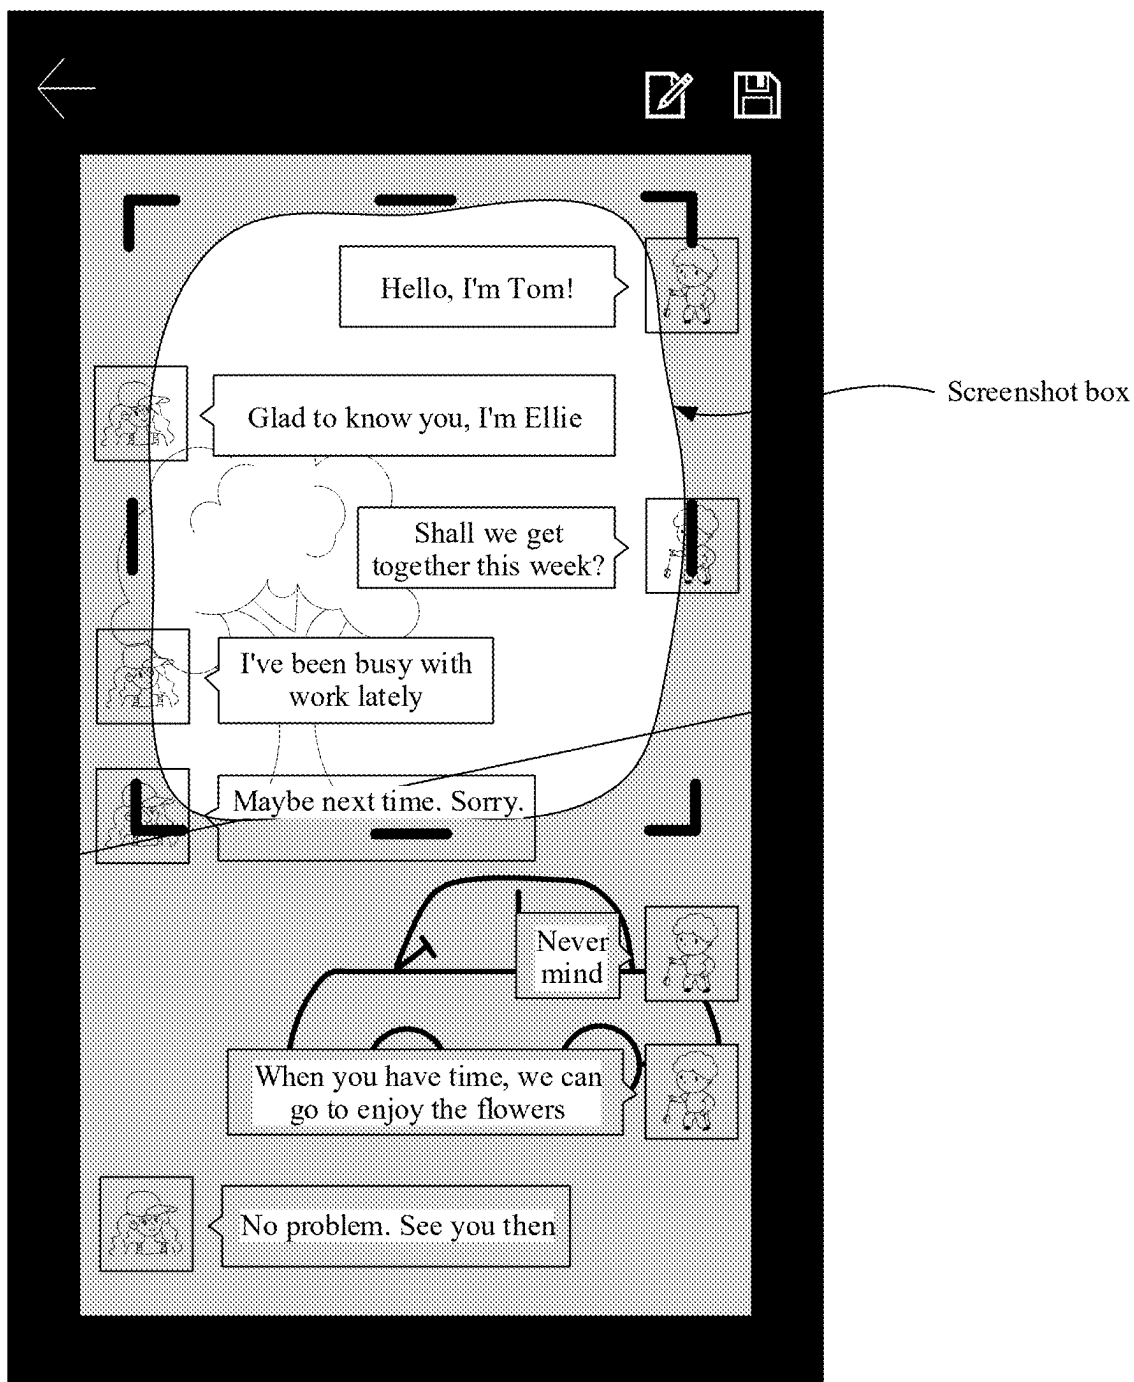 Hello, I'm Tom!
Screenshot box
Glad to know you, I'm Ellie
Shall we get
together this week?
I've been busy with
work lately
Maybe next time. Sorry.
Never
mind
When you have time, we can
go to enjoy the flowers
No problem. See you then